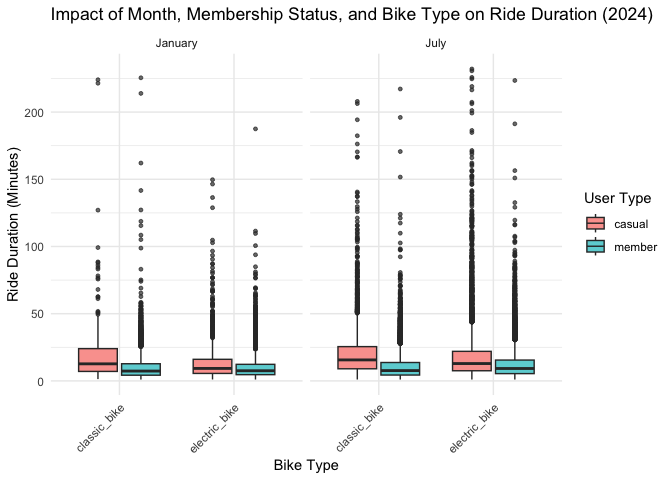 Impact of Month, Membership Status, and Bike Type on Ride Duration (2024)
January
July
200
150
100
50
0
Ride Duration (Minutes)
classic_bike
electric_bike
classic_bike
electric_bike
Bike Type
User Type
casual
member